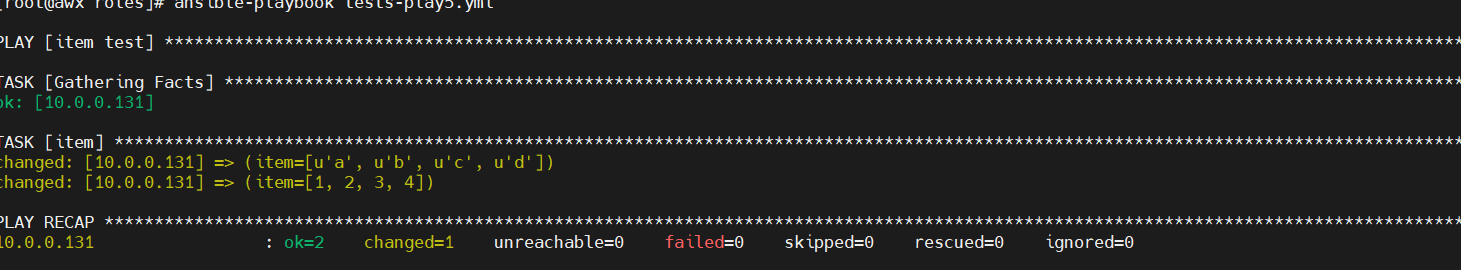 [root@awx roles]# ansible-playbook tests-play5.yml
PLAY [item test] *********************************************************************************************************************************
TASK [Gathering Facts] ***************************************************************************************************************************
ok: [10.0.0.131]
TASK [item] **************************************************************************************************************************************
changed: [10.0.0.131] => (item=[u'a', u'b', u'c', u'd'])
changed: [10.0.0.131] => (item=[1, 2, 3, 4])
PLAY RECAP ***************************************************************************************************************************************
10.0.0.131 : ok=2 changed=1 unreachable=0 failed=0 skipped=0 rescued=0 ignored=0